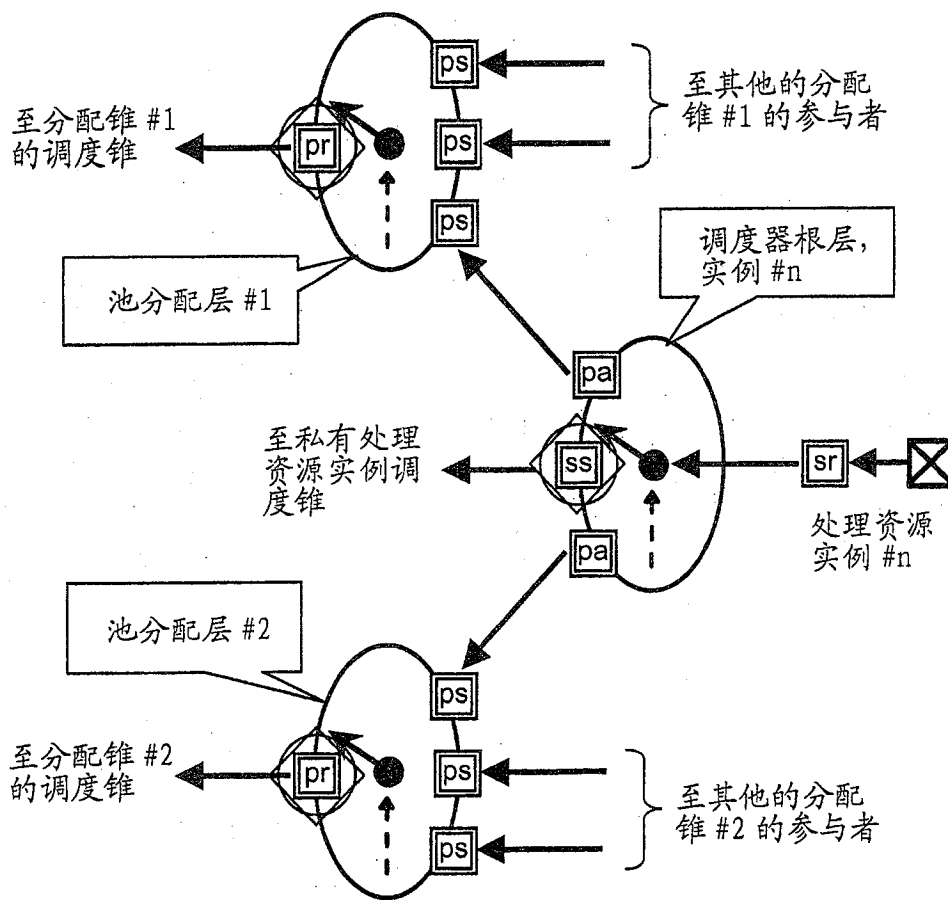 ps
至其他的分配
锥 #1 的参与者
至分配锥 #1
的调度锥
pr
ps
ps
调度器根层，
实例 #n
池分配层 #1
pa
至私有处理
资源实例调
度锥
ss
sr
处理资源
实例 #n
pa
池分配层 #2
ps
至分配锥 #2
的调度锥
pr
ps
至其他的分配
锥 #2 的参与者
ps